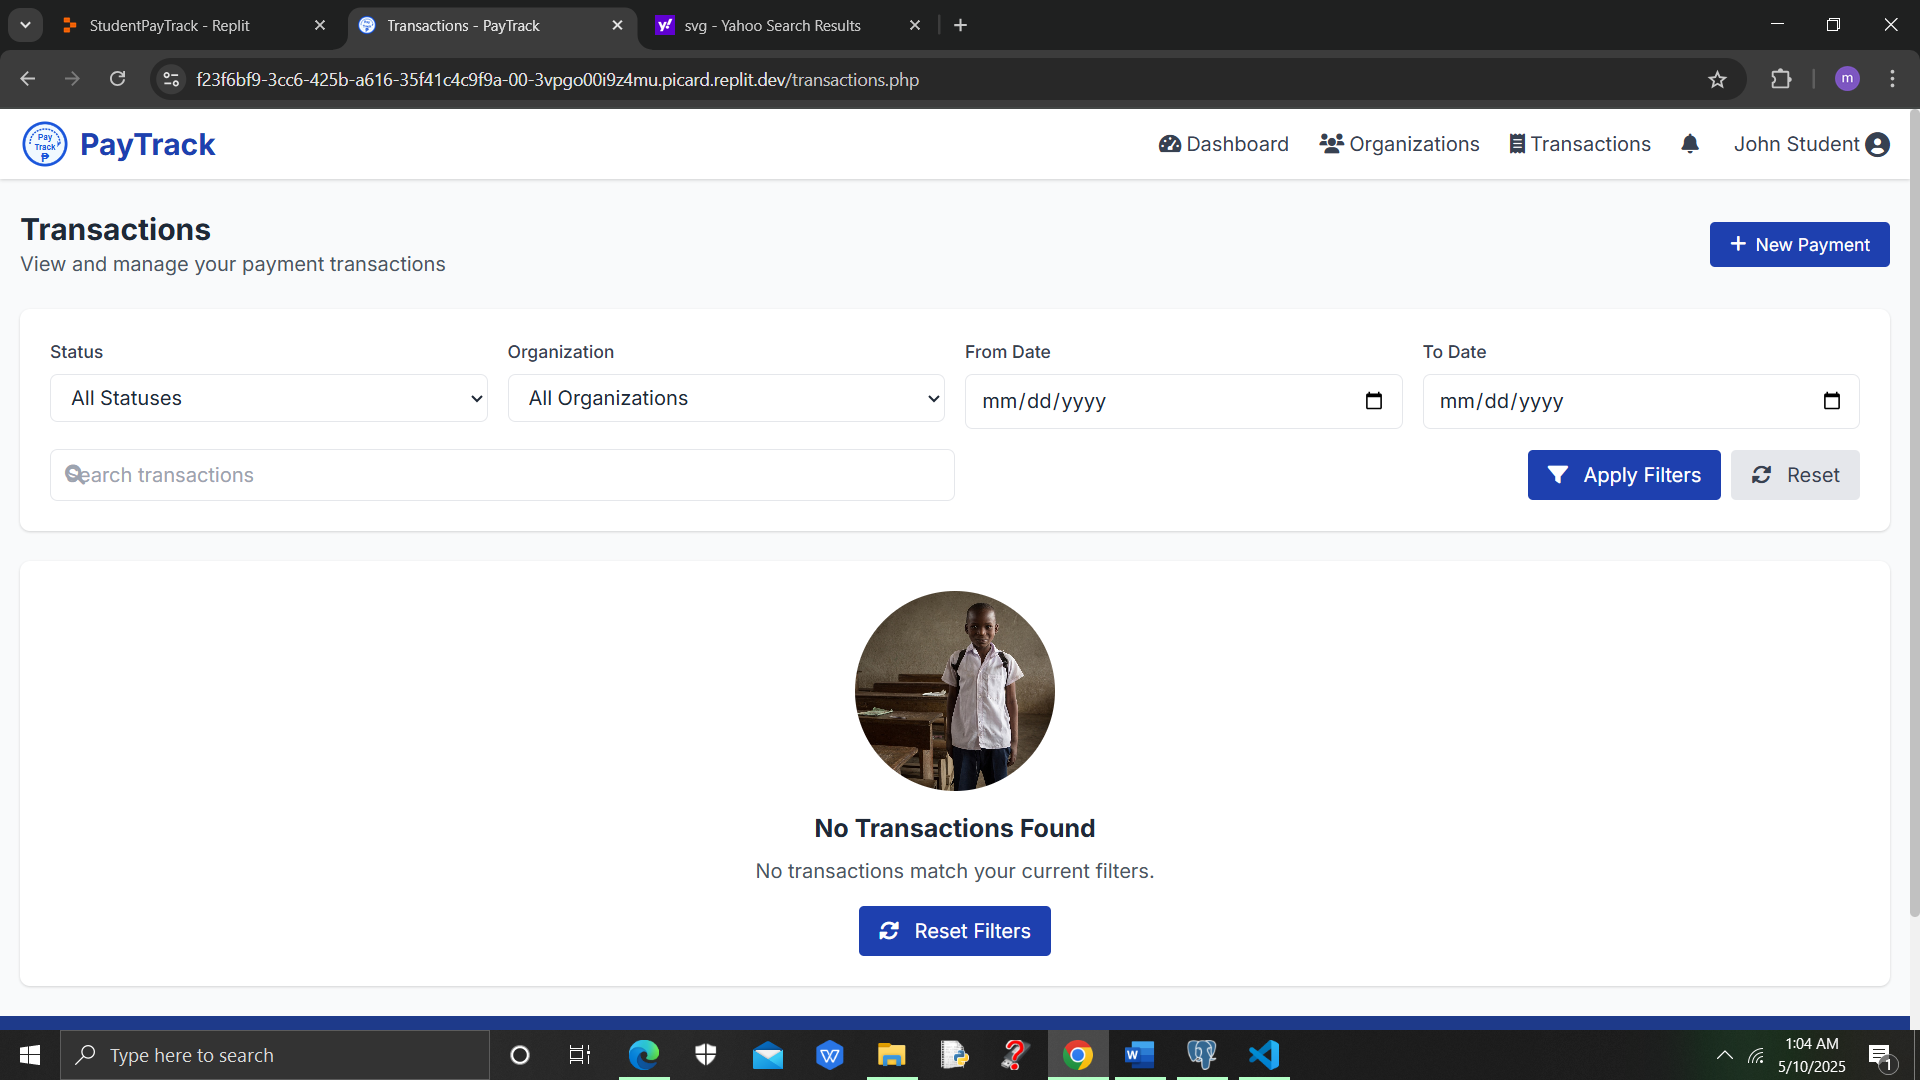 StudentPayTrack - Replit
Transactions - PayTrack
svg - Yahoo Search Results
f23f6bf9-3cc6-425b-a616-35f41c4c9f9a-00-3vpgo00i9z4mu.picard.replit.dev/transactions.php
m
Pay
Track
₱
PayTrack
Dashboard
Organizations
Transactions
John Student
Transactions
View and manage your payment transactions
New Payment
Status
Organization
From Date
To Date
All Statuses
All Organizations
mm/dd/yyyy
mm/dd/yyyy
Search transactions
Apply Filters
Reset
No Transactions Found
No transactions match your current filters.
Reset Filters
Type here to search
1:04 AM
5/10/2025
1